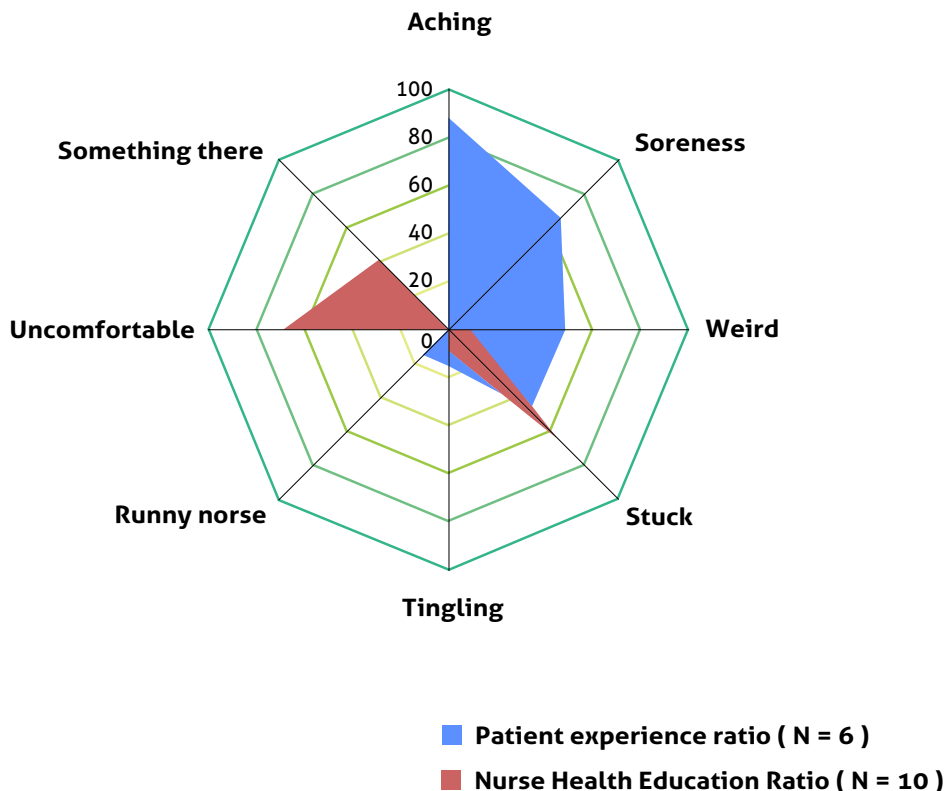 Aching
100
80
60
40
20
0
Something there
Soreness
Uncomfortable
Weird
Runny norse
Stuck
Tingling
Patient experience ratio ( N = 6 )
Nurse Health Education Ratio ( N = 10 )